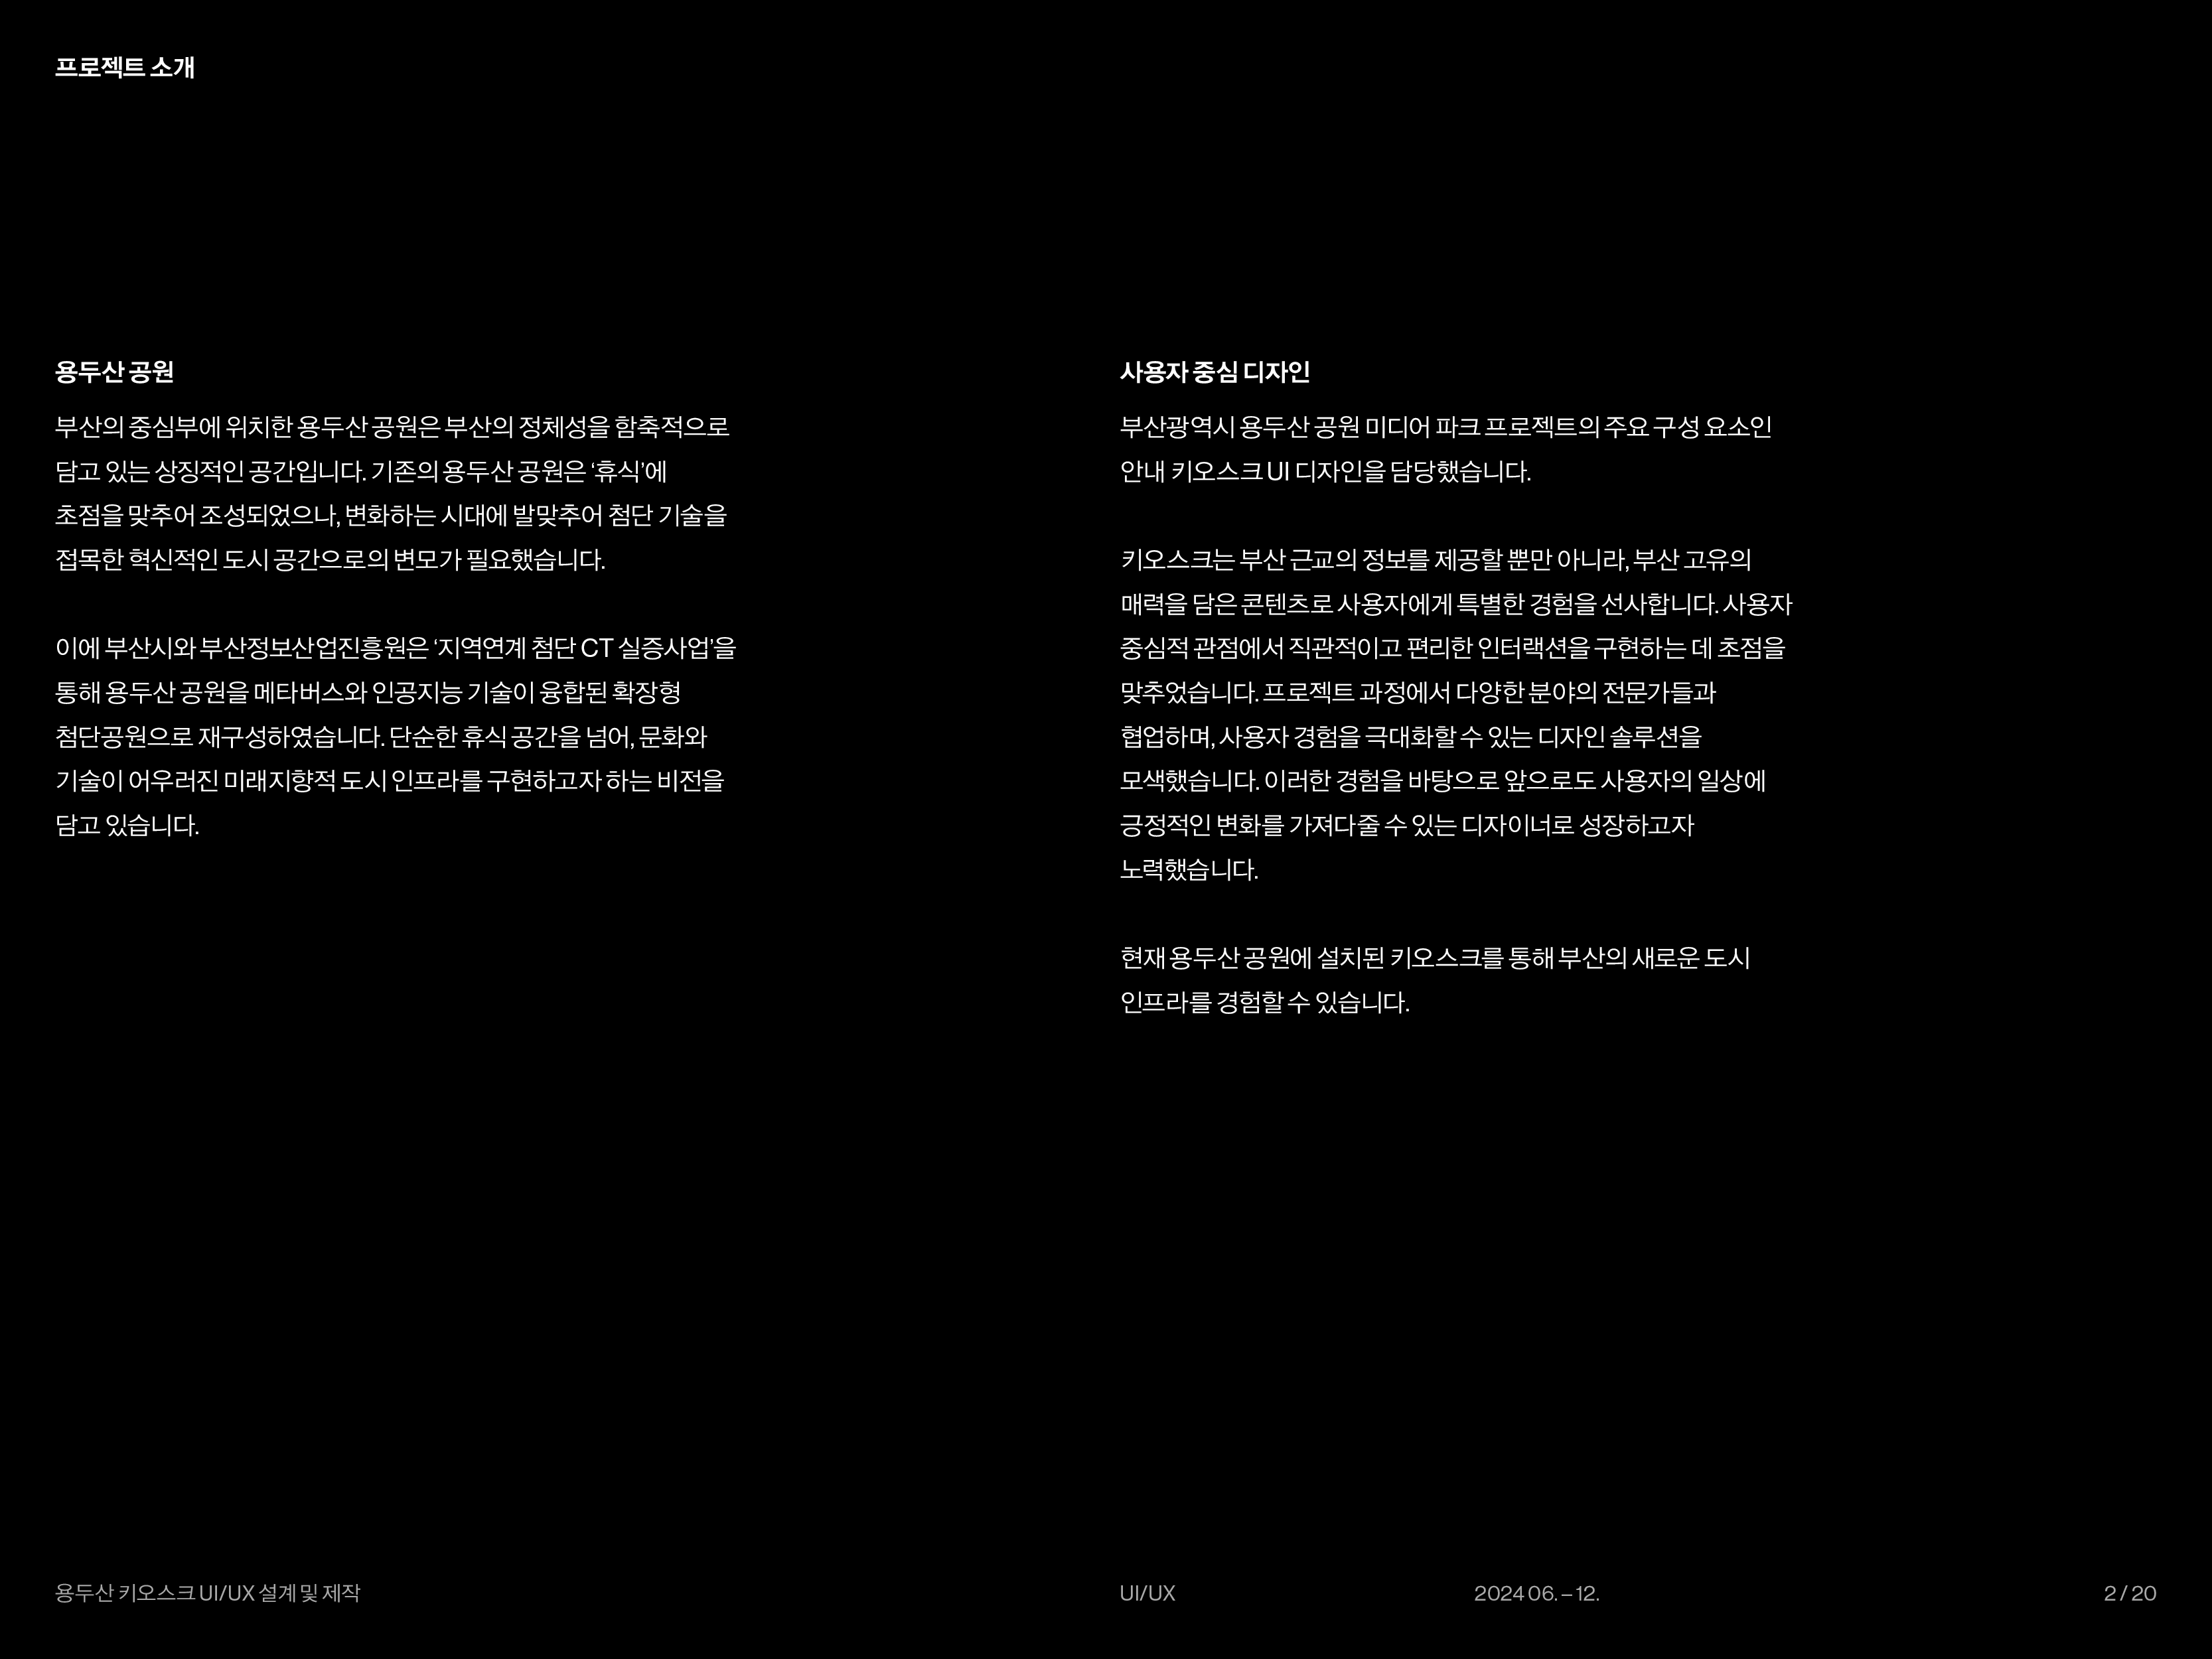 프로젝트 소개
용두산 공원
부산의 중심부에 위치한 용두산 공원은 부산의 정체성을 함축적으로
담고 있는 상징적인 공간입니다. 기존의 용두산 공원은 ‘휴식’에
초점을 맞추어 조성되었으나, 변화하는 시대에 발맞추어 첨단 기술을
접목한 혁신적인 도시 공간으로의 변모가 필요했습니다.
이에 부산시와 부산정보산업진흥원은 ‘지역연계 첨단 CT 실증사업’을
통해 용두산 공원을 메타버스와 인공지능 기술이 융합된 확장형
첨단공원으로 재구성하였습니다. 단순한 휴식 공간을 넘어, 문화와
기술이 어우러진 미래지향적 도시 인프라를 구현하고자 하는 비전을
담고 있습니다.
사용자 중심 디자인
부산광역시 용두산 공원 미디어 파크 프로젝트의 주요 구성 요소인
안내 키오스크 UI 디자인을 담당했습니다.
키오스크는 부산 근교의 정보를 제공할 뿐만 아니라, 부산 고유의
매력을 담은 콘텐츠로 사용자에게 특별한 경험을 선사합니다. 사용자
중심적 관점에서 직관적이고 편리한 인터랙션을 구현하는 데 초점을
맞추었습니다. 프로젝트 과정에서 다양한 분야의 전문가들과
협업하며, 사용자 경험을 극대화할 수 있는 디자인 솔루션을
모색했습니다. 이러한 경험을 바탕으로 앞으로도 사용자의 일상에
긍정적인 변화를 가져다줄 수 있는 디자이너로 성장하고자
노력했습니다.
현재 용두산 공원에 설치된 키오스크를 통해 부산의 새로운 도시
인프라를 경험할 수 있습니다.
용두산 키오스크 UI/UX 설계 및 제작
UI/UX
2024 06. – 12.
2 / 20